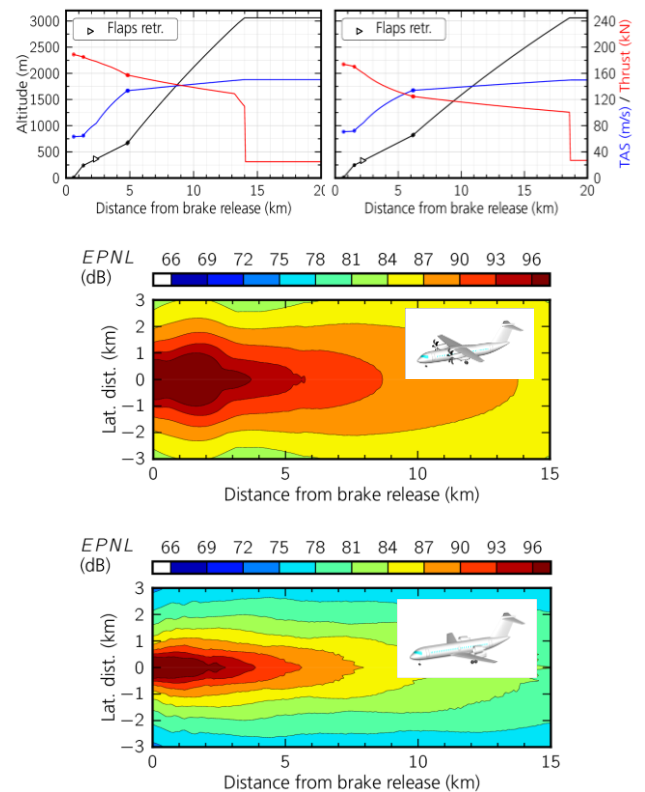 3000
2500
2000
1500
1000
500
0
Altitude (m)
Flaps retr.
0 5 10 15 20
Distance from brake release (km)
Flaps retr.
0 5 10 15 20
Distance from brake release (km)
240
200
160
120
80
40
0
TAS (m/s) / Thrust (kN)
EPNL
(dB)
66 69 72 75 78 81 84 87 90 93 96
3
2
1
0
-1
-2
-3
Lat. dist. (km)
0 5 10 15
Distance from brake release (km)
EPNL
(dB)
66 69 72 75 78 81 84 87 90 93 96
3
2
1
0
-1
-2
-3
Lat. dist. (km)
0 5 10 15
Distance from brake release (km)